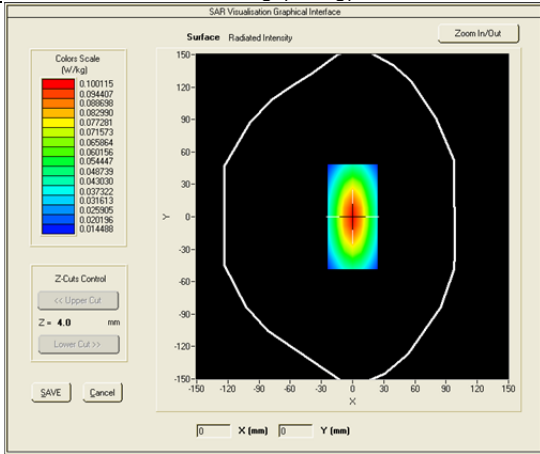 SAR Visualisation Graphical Interface
Surface Radiated Intensity
Zoom In/Out
Colors Scale
(W/kg)
0.100115
0.094407
0.088698
0.082990
0.077281
0.071573
0.065864
0.060156
0.054447
0.048739
0.043030
0.037322
0.031613
0.025905
0.020196
0.014488
Z-Cuts Control
<< Upper Cut
Z = 4.0 mm
Lower Cut >>
SAVE Cancel
150-
120-
90-
60-
30-
0-
-30-
-60-
-90-
-120-
-150-
Y
-150 -120 -90 -60 -30 0 30 60 90 120 150
X
0 X (mm) 0 Y (mm)